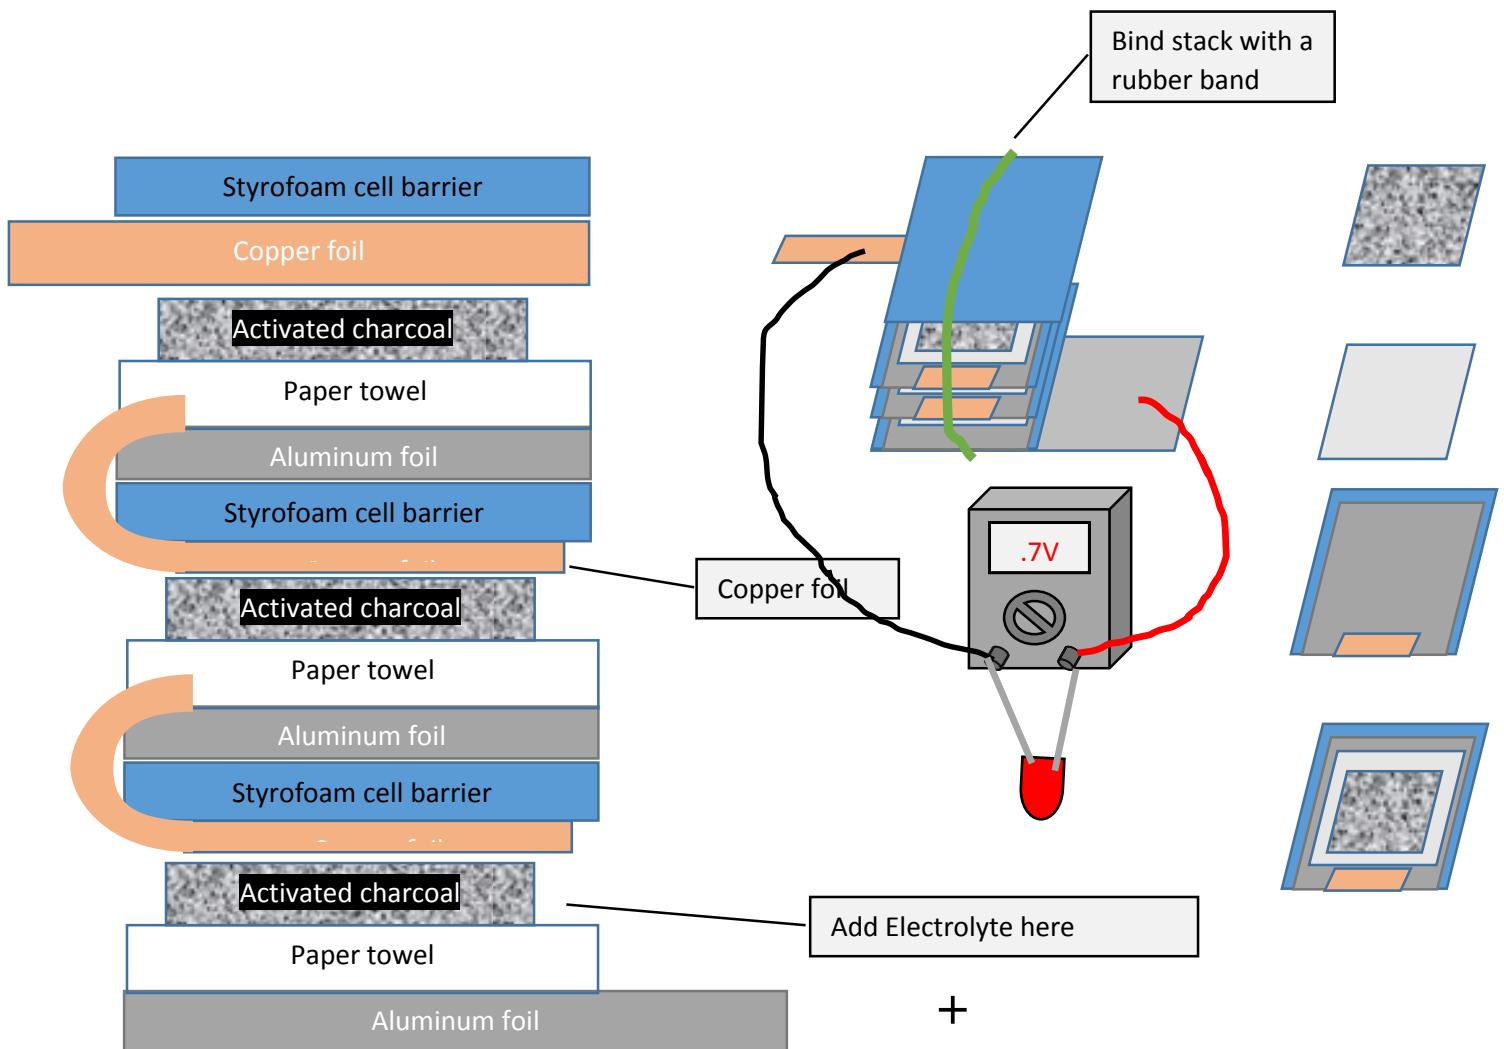 Bind stack with a
rubber band
Styrofoam cell barrier
Copper foil
Activated charcoal
Paper towel
Aluminum foil
Styrofoam cell barrier
.7V
Copper foil
Activated charcoal
Paper towel
Aluminum foil
Styrofoam cell barrier
Activated charcoal
Add Electrolyte here
Paper towel
+
Aluminum foil